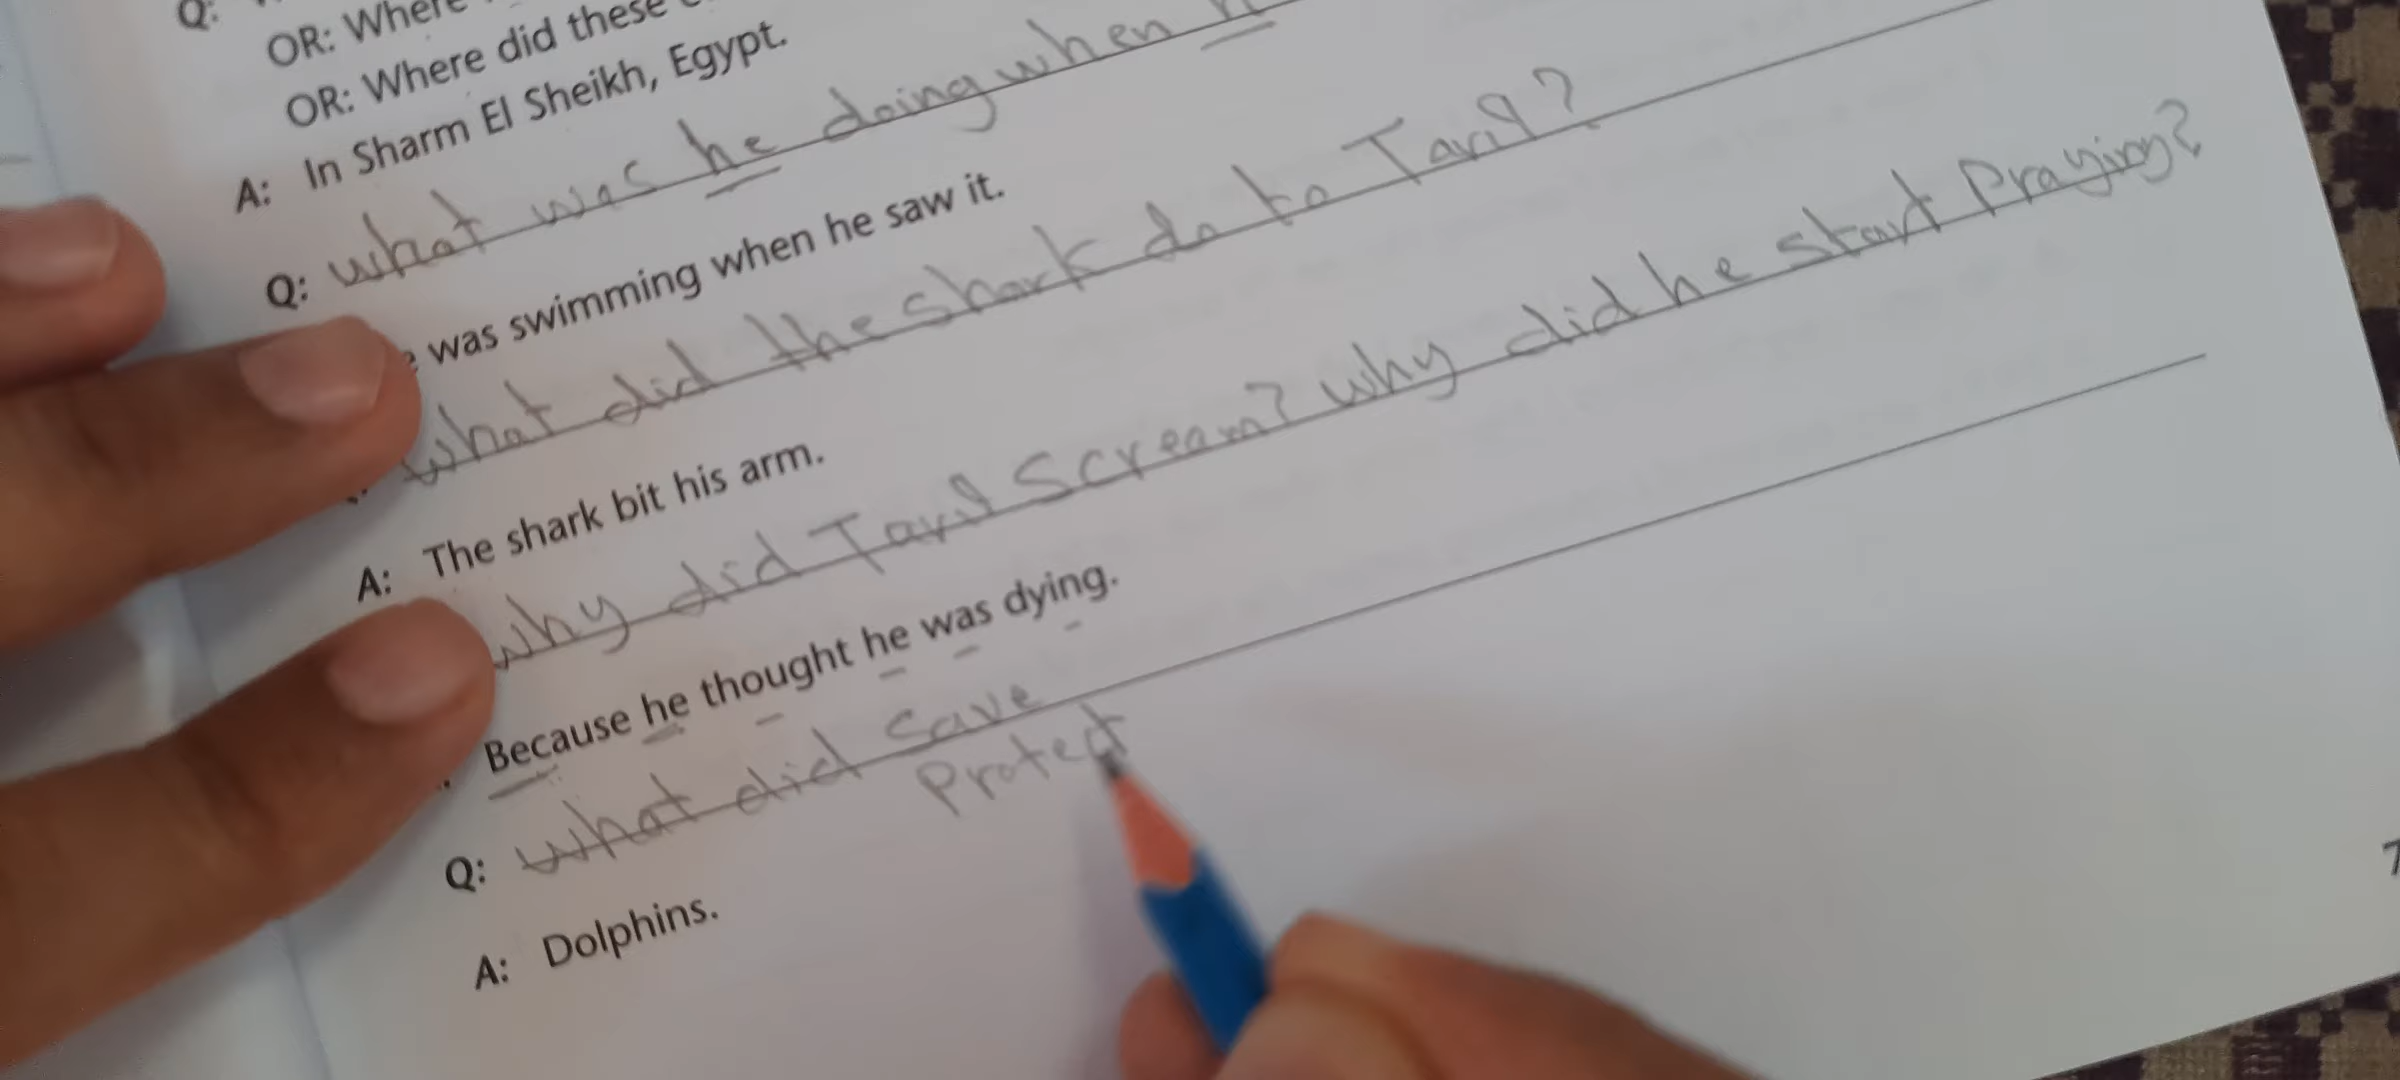 Q:
OR: Where
OR: Where did these
A: In Sharm El Sheikh, Egypt.
Q: what was he doing when
was swimming when he saw it.
what did the shark do to Tariq?
A: The shark bit his arm.
why did Tariq Scream? why did he start Praying?
Because he thought he was dying.
Q: what did save
Protect
A: Dolphins.
7